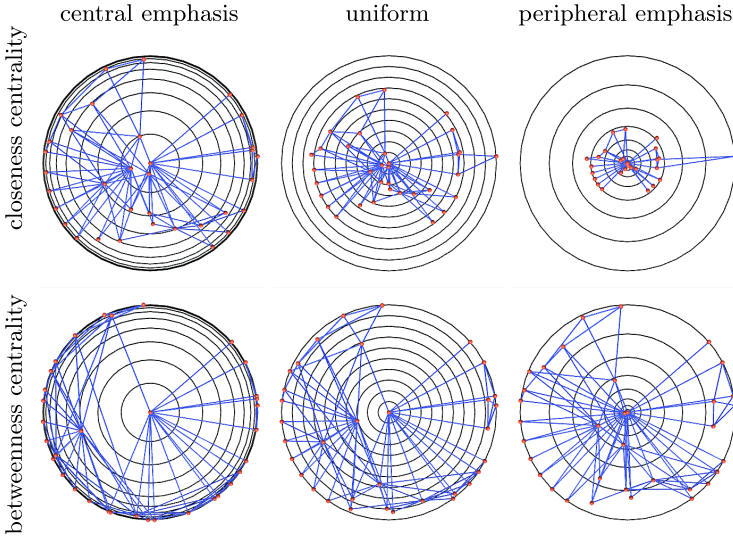 central emphasis
uniform
peripheral emphasis
closeness centrality
betweenness centrality